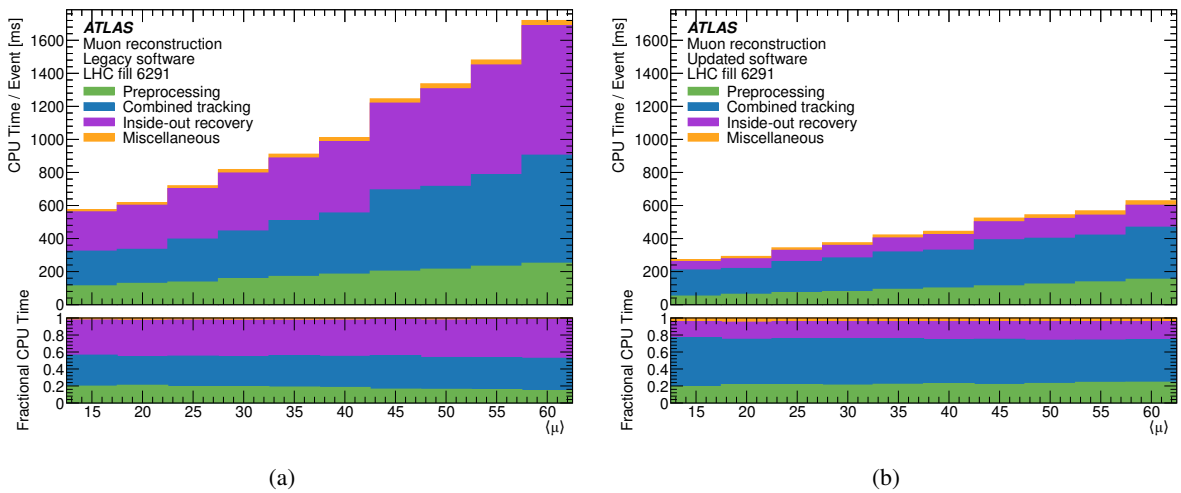 ATLAS
Muon reconstruction
Legacy software
LHC fill 6291
Preprocessing
Combined tracking
Inside-out recovery
Miscellaneous
CPU Time / Event [ms]
0
200
400
600
800
1000
1200
1400
1600
Fractional CPU Time
0
0.2
0.4
0.6
0.8
1
15 20 25 30 35 40 45 50 55 60
⟨μ⟩
(a)
ATLAS
Muon reconstruction
Updated software
LHC fill 6291
Preprocessing
Combined tracking
Inside-out recovery
Miscellaneous
CPU Time / Event [ms]
0
200
400
600
800
1000
1200
1400
1600
Fractional CPU Time
0
0.2
0.4
0.6
0.8
1
15 20 25 30 35 40 45 50 55 60
⟨μ⟩
(b)